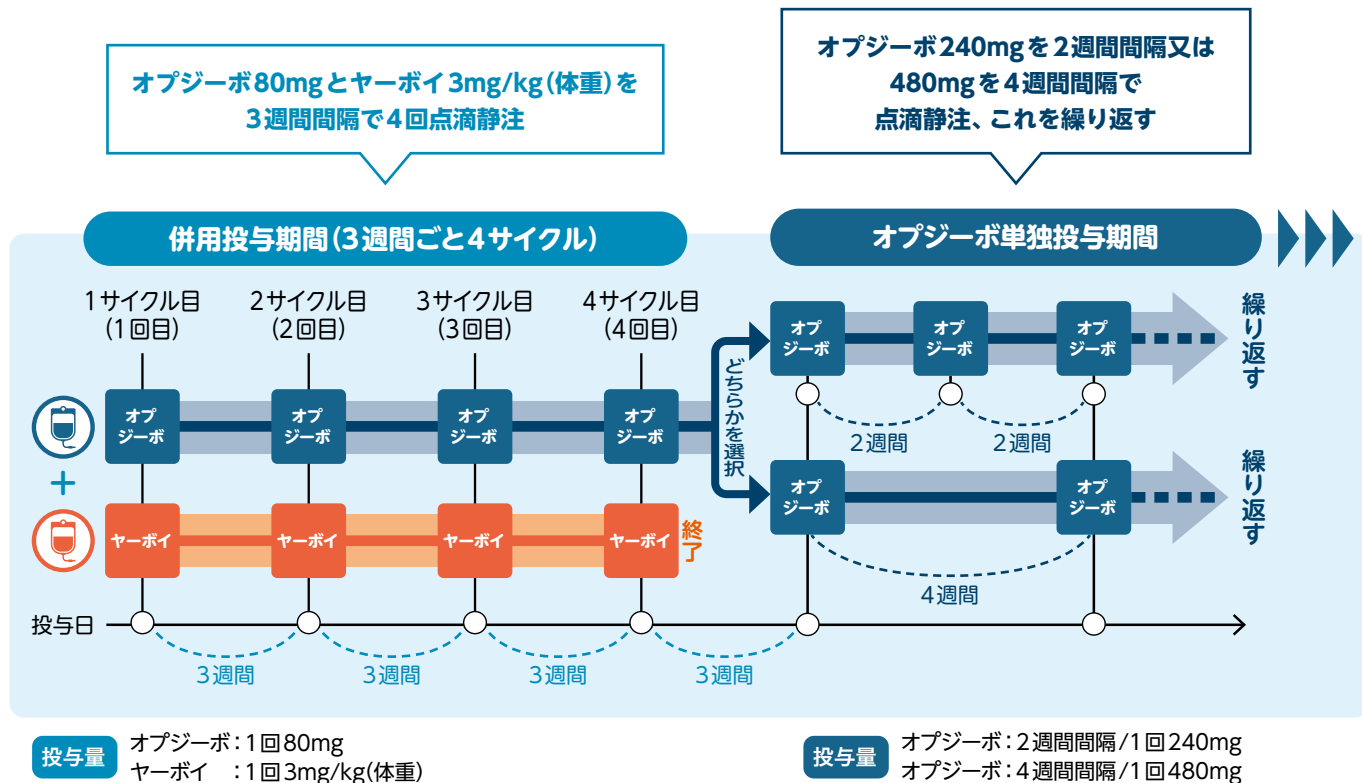 オプジーボ80mgとヤーボイ3mg/kg(体重)を
3週間間隔で4回点滴静注
オプジーボ240mgを2週間間隔又は
480mgを4週間間隔で
点滴静注、これを繰り返す
併用投与期間(3週間ごと4サイクル)
オプジーボ単独投与期間
1サイクル目
(1回目)
2サイクル目
(2回目)
3サイクル目
(3回目)
4サイクル目
(4回目)
オプ
ジーボ
オプ
ジーボ
オプ
ジーボ
オプ
ジーボ
+
ヤーボイ
ヤーボイ
ヤーボイ
ヤーボイ
終了
どちらかを選択
オプ
ジーボ
オプ
ジーボ
オプ
ジーボ
繰り返す
2週間
2週間
オプ
ジーボ
オプ
ジーボ
繰り返す
4週間
投与日
3週間
3週間
3週間
3週間
投与量
オプジーボ:1回80mg
ヤーボイ :1回3mg/kg(体重)
投与量
オプジーボ:2週間間隔/1回240mg
オプジーボ:4週間間隔/1回480mg